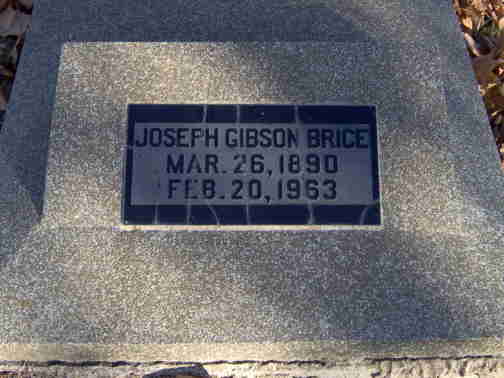 JOSEPH GIBSON BRICE
MAR. 26, 1890
FEB. 20, 1963